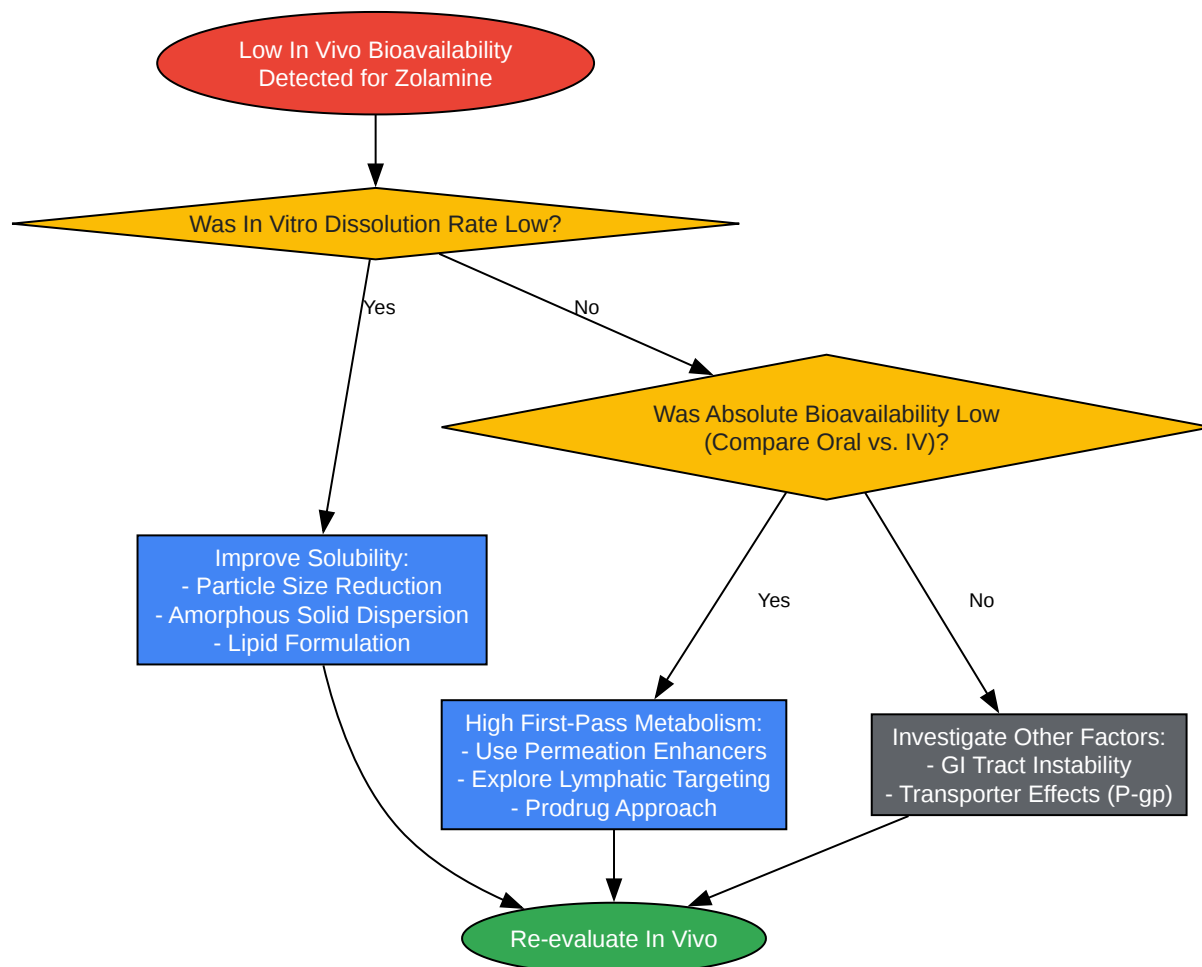 Low In Vivo Bioavailability
Detected for Zolamine
Was In Vitro Dissolution Rate Low?
Yes
No
Was Absolute Bioavailability Low
(Compare Oral vs. IV)?
Improve Solubility:
- Particle Size Reduction
- Amorphous Solid Dispersion
- Lipid Formulation
Yes
No
High First-Pass Metabolism:
- Use Permeation Enhancers
- Explore Lymphatic Targeting
- Prodrug Approach
Investigate Other Factors:
- GI Tract Instability
- Transporter Effects (P-gp)
Re-evaluate In Vivo